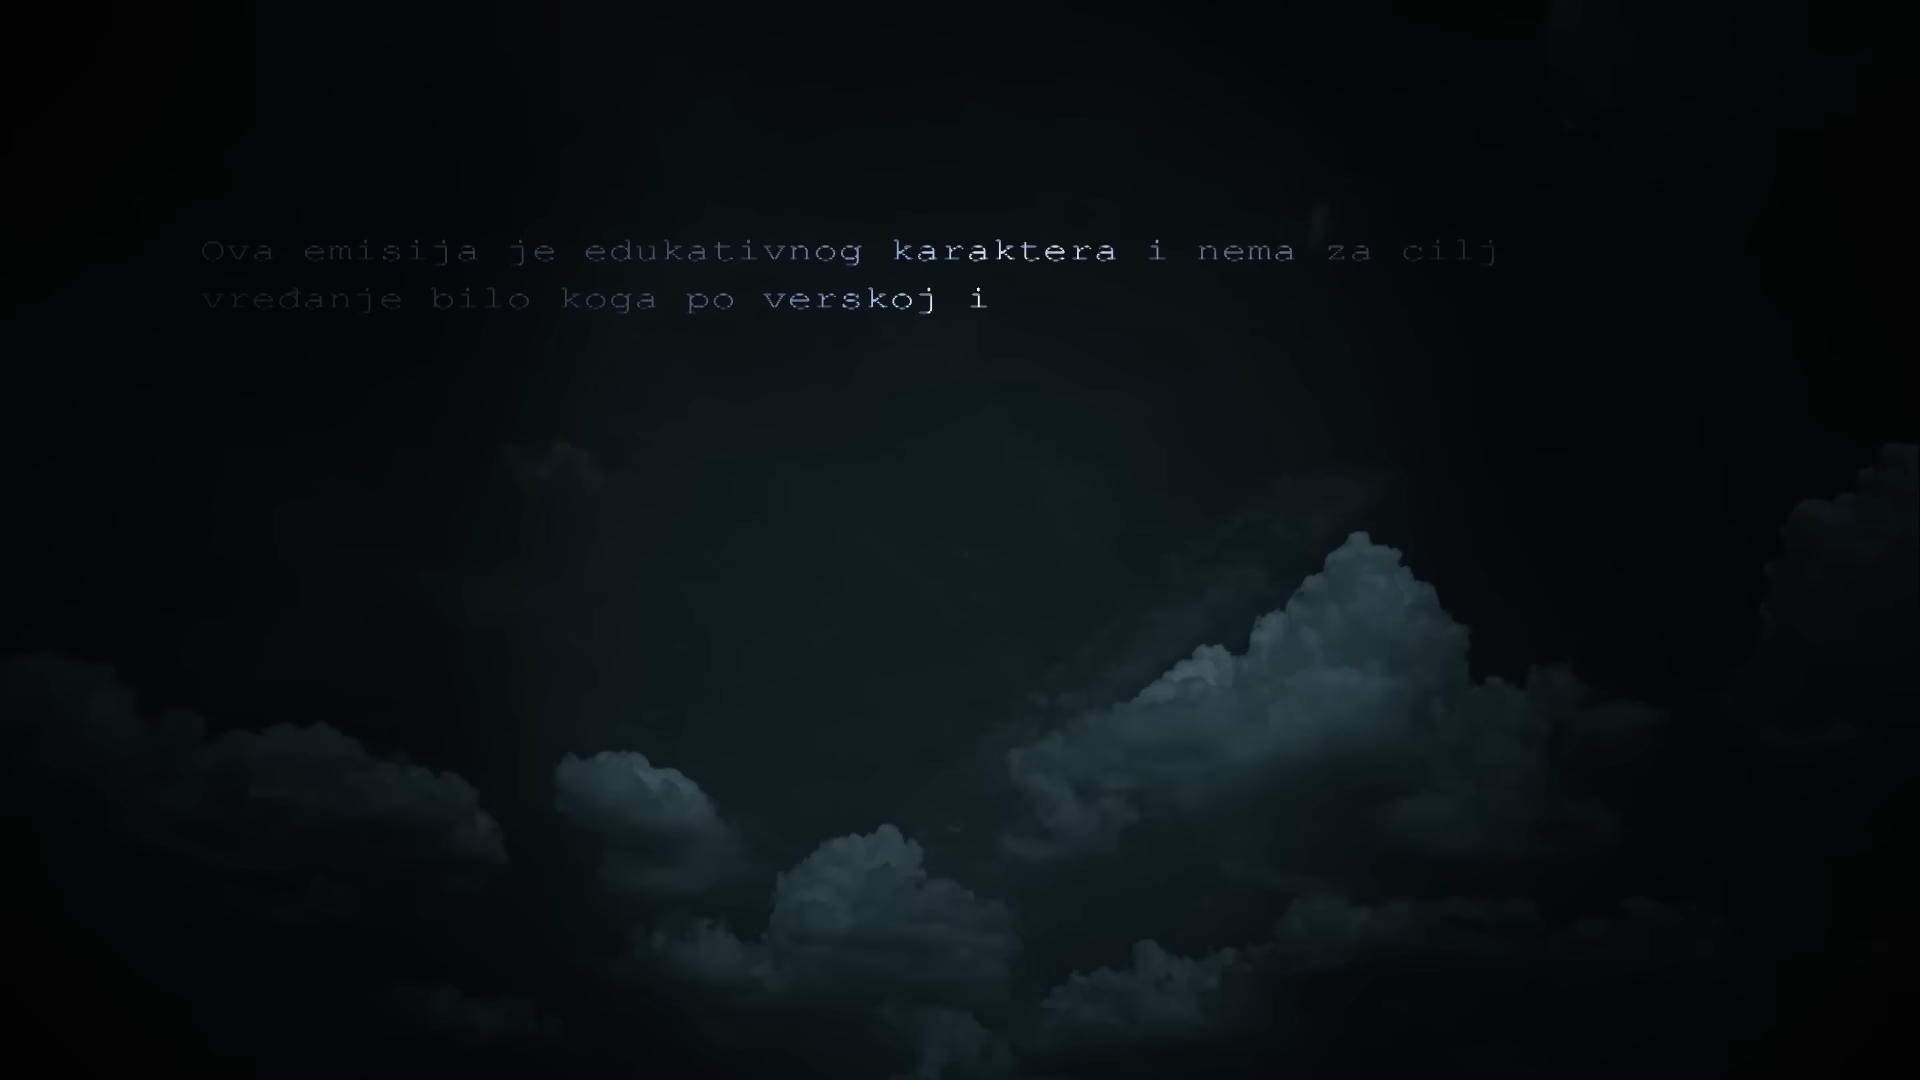 Ova emisija je edukativnog karaktera i nema za cilj
vređanje bilo koga po verskoj i